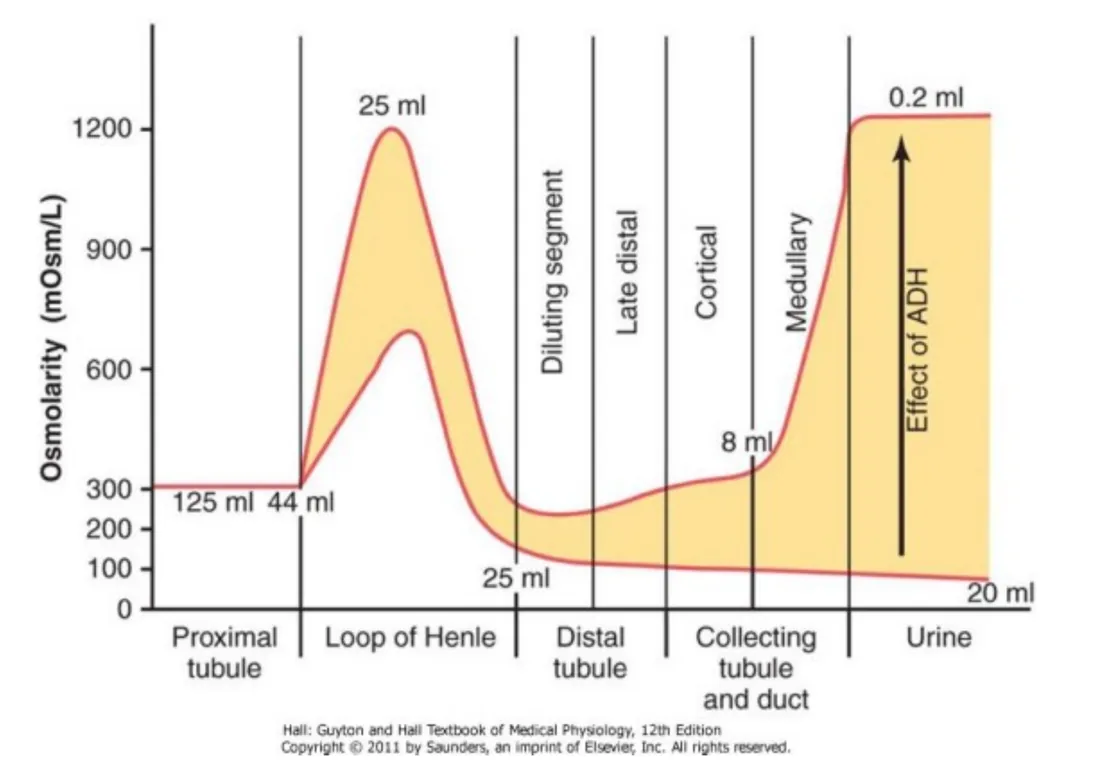 Osmolarity (mOsm/L)
1200
900
600
300
200
100
0
25 ml
0.2 ml
Diluting segment
Late distal
Cortical
Medullary
Effect of ADH
8 ml
125 ml
44 ml
25 ml
20 ml
Proximal
tubule
Loop of Henle
Distal
tubule
Collecting
tubule
and duct
Urine
Hall: Guyton and Hall Textbook of Medical Physiology, 12th Edition
Copyright © 2011 by Saunders, an imprint of Elsevier, Inc. All rights reserved.